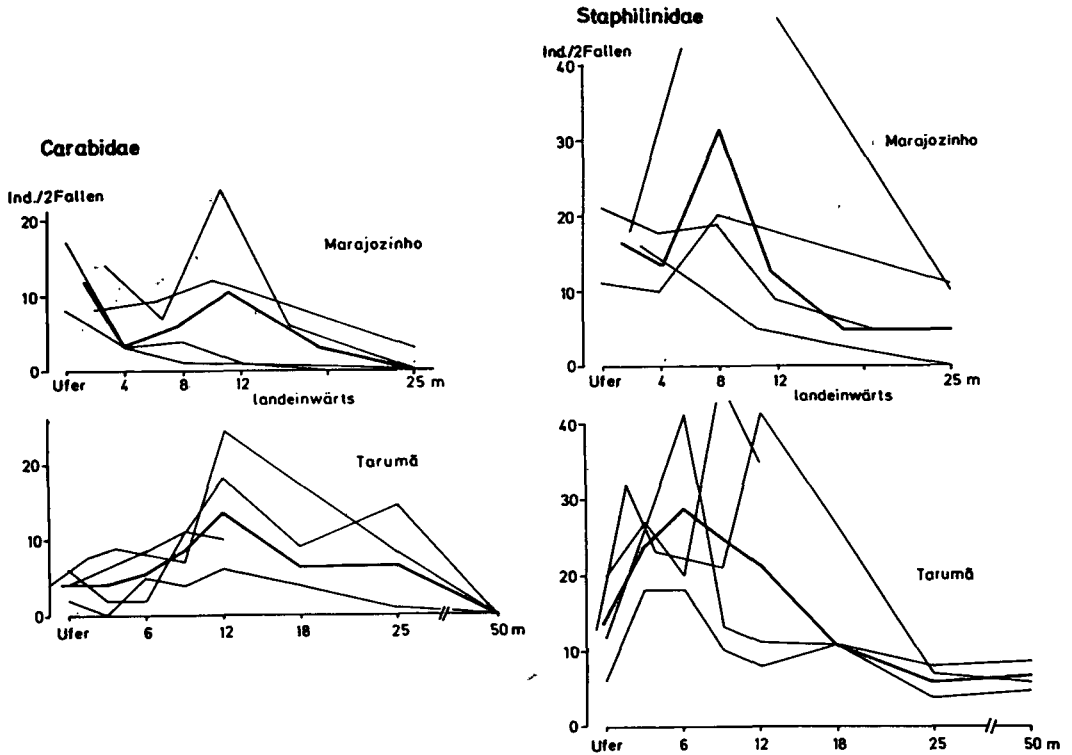 Carabidae
Ind./2Fallen
20
10
0
Marajozinho
Ufer 4 8 12 25 m
landeinwärts
20
10
0
Tarumã
Ufer 6 12 18 25 50 m
Staphilinidae
Ind./2Fallen
40
30
20
10
0
Marajozinho
Ufer 4 8 12 25 m
landeinwärts
40
30
20
10
0
Tarumã
Ufer 6 12 18 25 50 m